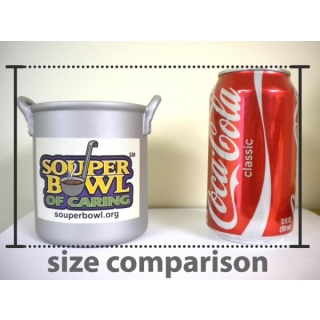 SOUPER
SM
BOWL
OF CARING
souperbowl.org
Coca-Cola
classic
size comparison